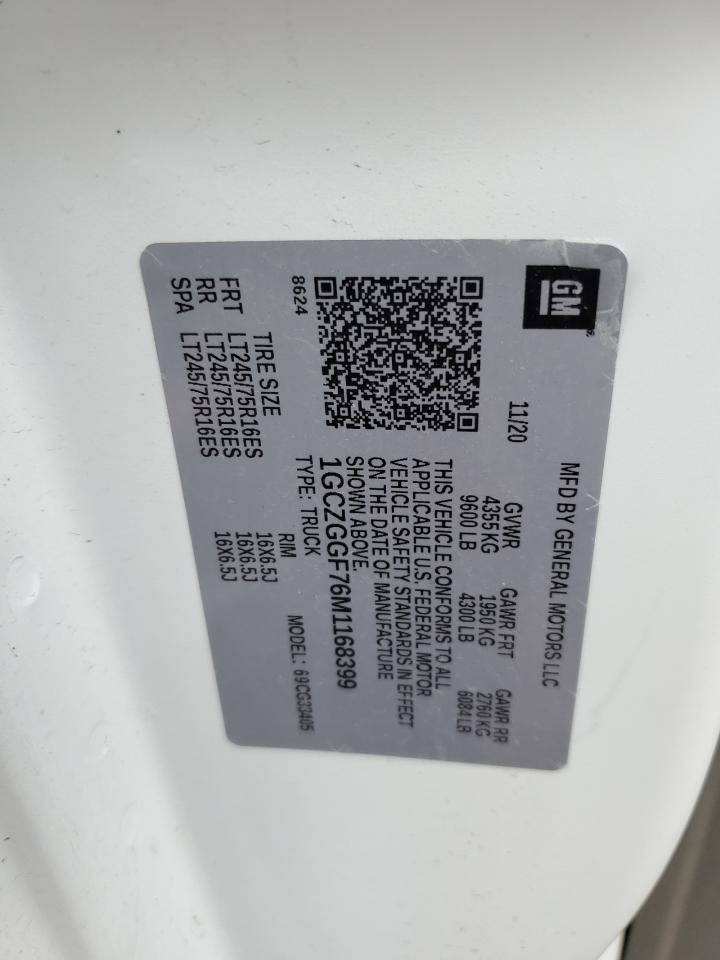 GM
MFD BY GENERAL MOTORS LLC
11/20
GVWR GAWR FRT GAWR RR
4355 KG 1950 KG 2760 KG
9600 LB 4300 LB 6084 LB
THIS VEHICLE CONFORMS TO ALL
APPLICABLE U.S. FEDERAL MOTOR
VEHICLE SAFETY STANDARDS IN EFFECT
ON THE DATE OF MANUFACTURE
SHOWN ABOVE.
1GCZGGF76M1168399
8624
TYPE: TRUCK MODEL: 69CG33405
TIRE SIZE RIM
FRT LT245/75R16ES 16X6.5J
RR LT245/75R16ES 16X6.5J
SPA LT245/75R16ES 16X6.5J